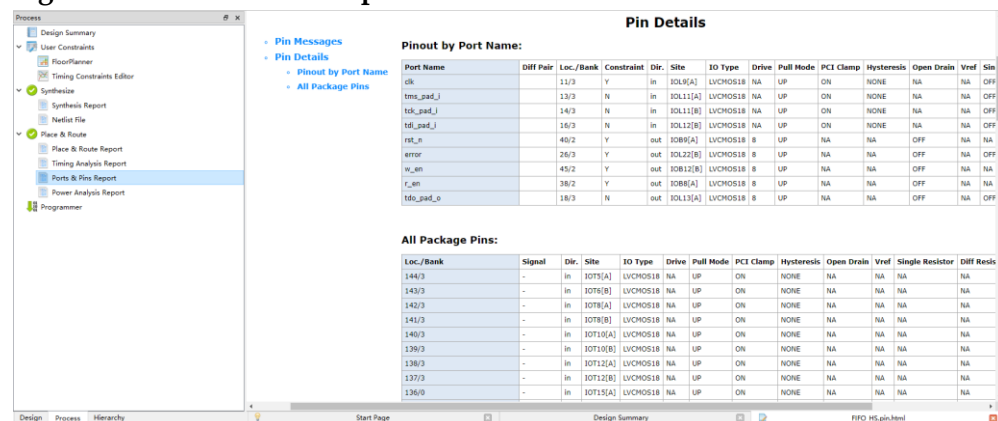 Process
Design Summary
User Constraints
FloorPlanner
Timing Constraints Editor
Synthesize
Synthesis Report
Netlist File
Place & Route
Place & Route Report
Timing Analysis Report
Ports & Pins Report
Power Analysis Report
Programmer
Design Process Hierarchy
Pin Messages
Pin Details
Pinout by Port Name
All Package Pins
Pin Details
Pinout by Port Name:
Port Name Diff Pair Loc./Bank Constraint Dir. Site IO Type Drive Pull Mode PCI Clamp Hysteresis Open Drain Vref Sin
clk 11/3 Y in IOL9[A] LVCMOS18 NA UP ON NONE NA NA OFF
tms_pad_i 13/3 N in IOL11[A] LVCMOS18 NA UP ON NONE NA NA OFF
tck_pad_i 14/3 N in IOL11[B] LVCMOS18 NA UP ON NONE NA NA OFF
tdi_pad_i 16/3 N in IOL12[B] LVCMOS18 NA UP ON NONE NA NA OFF
rst_n 40/2 Y out IOB9[A] LVCMOS18 8 UP NA NA OFF NA NA
error 26/3 Y out IOL22[B] LVCMOS18 8 UP NA NA OFF NA OFF
w_en 45/2 Y out IOB12[B] LVCMOS18 8 UP NA NA OFF NA NA
r_en 38/2 Y out IOB8[A] LVCMOS18 8 UP NA NA OFF NA NA
tdo_pad_o 18/3 N out IOL13[A] LVCMOS18 8 UP NA NA OFF NA OFF
All Package Pins:
Loc./Bank Signal Dir. Site IO Type Drive Pull Mode PCI Clamp Hysteresis Open Drain Vref Single Resistor Diff Resis
144/3 - in IOT5[A] LVCMOS18 NA UP ON NONE NA NA NA NA
143/3 - in IOT6[B] LVCMOS18 NA UP ON NONE NA NA NA NA
142/3 - in IOT8[A] LVCMOS18 NA UP ON NONE NA NA NA NA
141/3 - in IOT8[B] LVCMOS18 NA UP ON NONE NA NA NA NA
140/3 - in IOT10[A] LVCMOS18 NA UP ON NONE NA NA NA NA
139/3 - in IOT10[B] LVCMOS18 NA UP ON NONE NA NA NA NA
138/3 - in IOT12[A] LVCMOS18 NA UP ON NONE NA NA NA NA
137/3 - in IOT12[B] LVCMOS18 NA UP ON NONE NA NA NA NA
136/0 - in IOT15[A] LVCMOS18 NA UP ON NONE NA NA NA NA
Start Page Design Summary FIFO_HS.pin.html